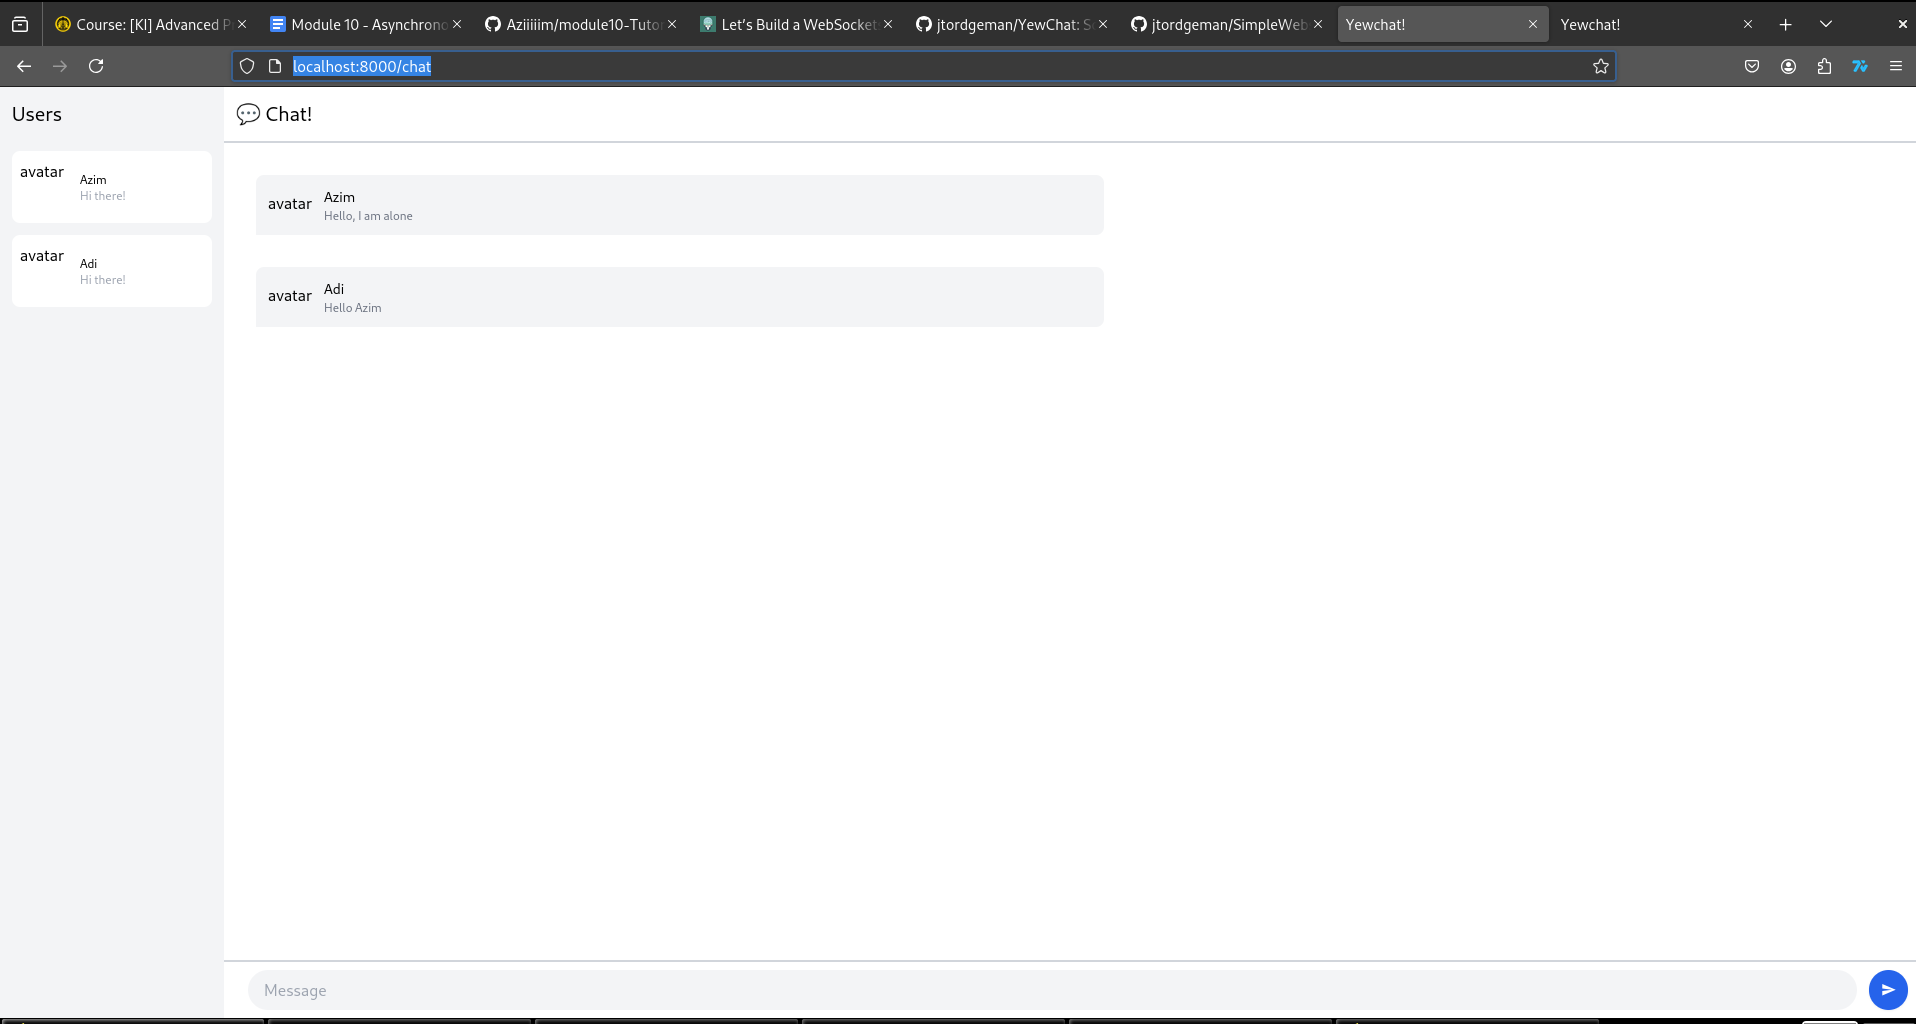 Course: [KI] Advanced P
Module 10 - Asynchrono
Aziiiiim/module10-Tutor
Let's Build a WebSocket
jtordgeman/YewChat: S
jtordgeman/SimpleWeb
Yewchat!
Yewchat!
localhost:8000/chat
Users
💬 Chat!
avatar
Azim
Hi there!
avatar
Adi
Hi there!
avatar
Azim
Hello, I am alone
avatar
Adi
Hello Azim
Message